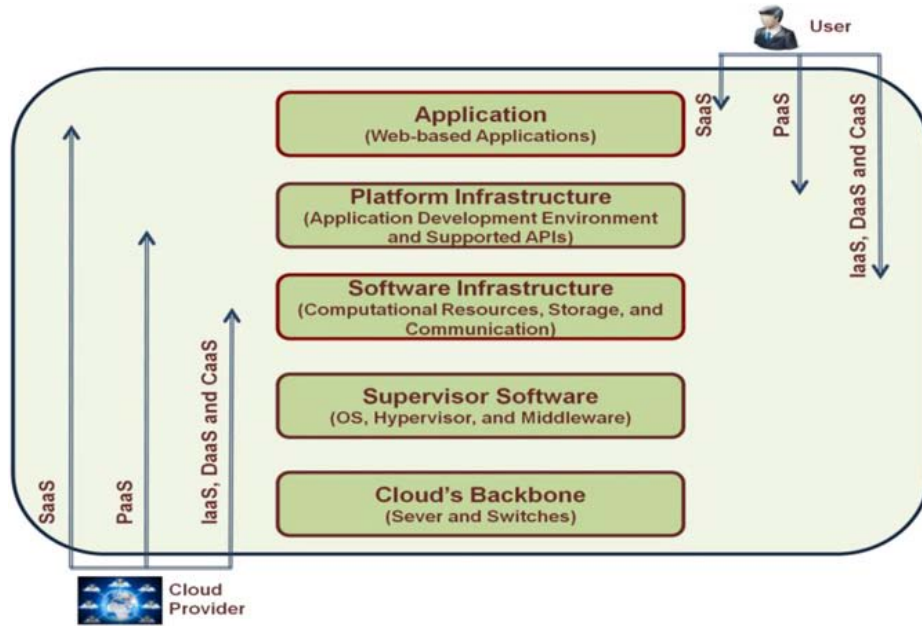 User
SaaS
PaaS
IaaS, DaaS and CaaS
Application
(Web-based Applications)
Platform Infrastructure
(Application Development Environment
and Supported APIs)
Software Infrastructure
(Computational Resources, Storage, and
Communication)
Supervisor Software
(OS, Hypervisor, and Middleware)
Cloud's Backbone
(Sever and Switches)
SaaS
PaaS
IaaS, DaaS and CaaS
Cloud
Provider